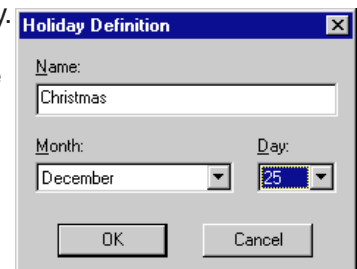 y.
Holiday Definition
Name:
Christmas
Month: Day:
December 25
OK Cancel